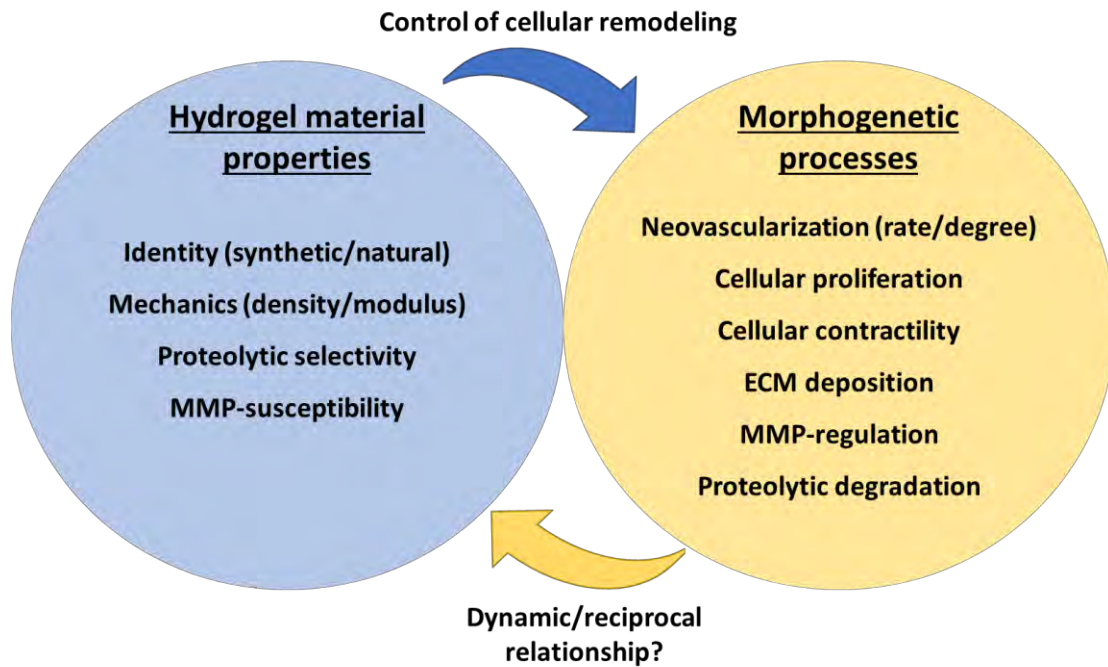 Control of cellular remodeling
Hydrogel material
properties
Identity (synthetic/natural)
Mechanics (density/modulus)
Proteolytic selectivity
MMP-susceptibility
Morphogenetic
processes
Neovascularization (rate/degree)
Cellular proliferation
Cellular contractility
ECM deposition
MMP-regulation
Proteolytic degradation
Dynamic/reciprocal
relationship?